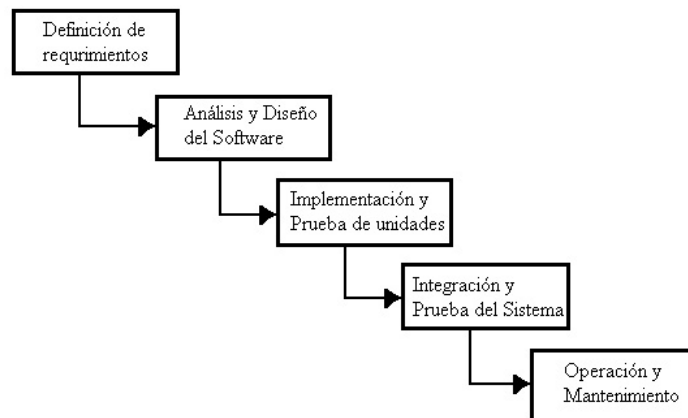 Definición de
requrimientos
Análisis y Diseño
del Software
Implementación y
Prueba de unidades
Integración y
Prueba del Sistema
Operación y
Mantenimiento